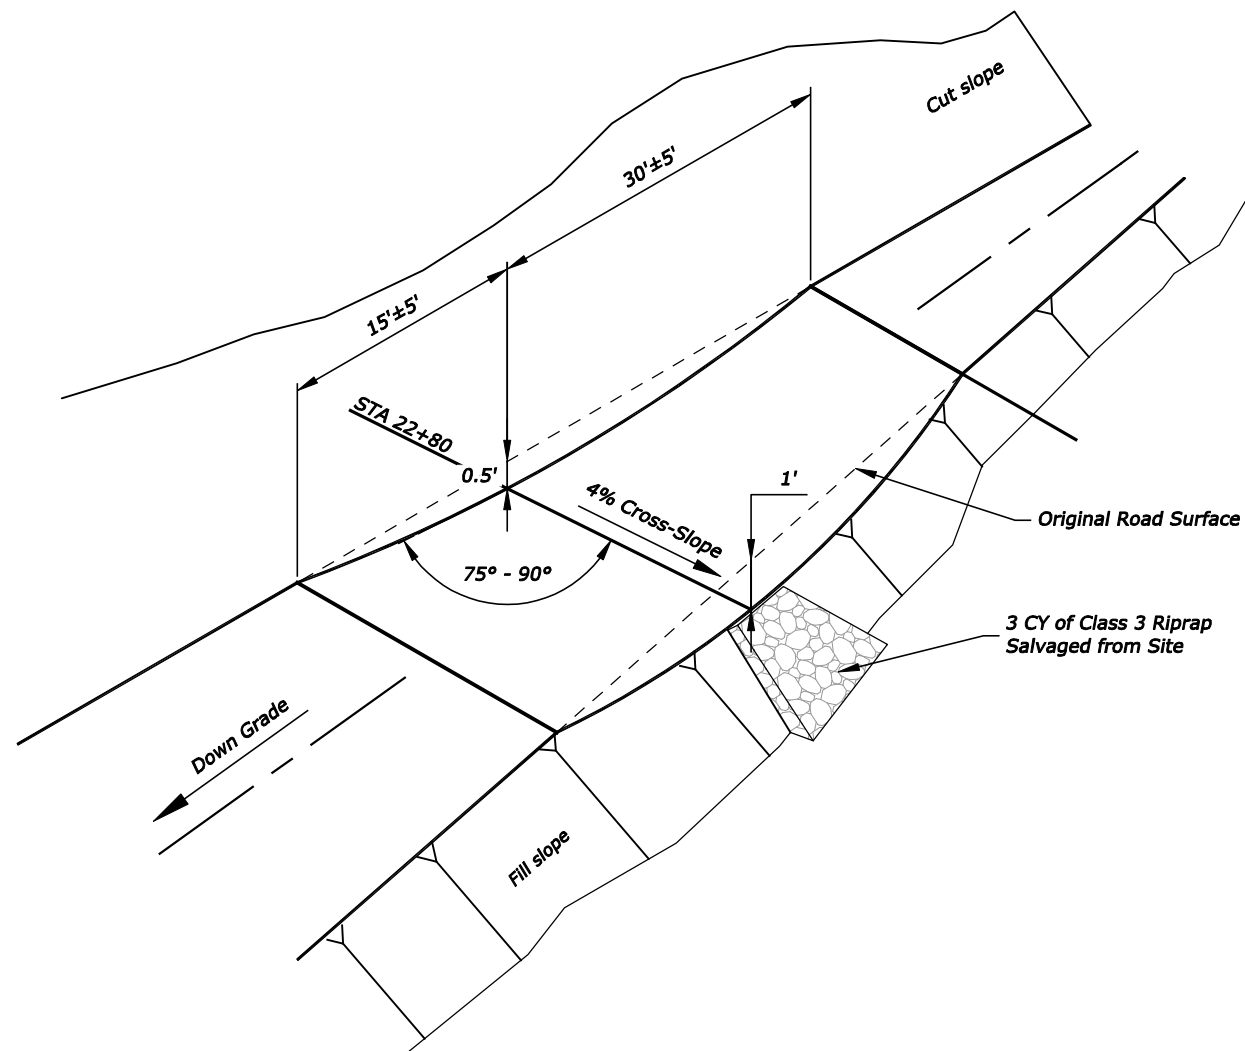 Cut slope
30'±5'
15'±5'
STA 22+80
0.5'
1'
4% Cross-Slope
Original Road Surface
75° - 90°
3 CY of Class 3 Riprap
Salvaged from Site
Down Grade
Fill slope